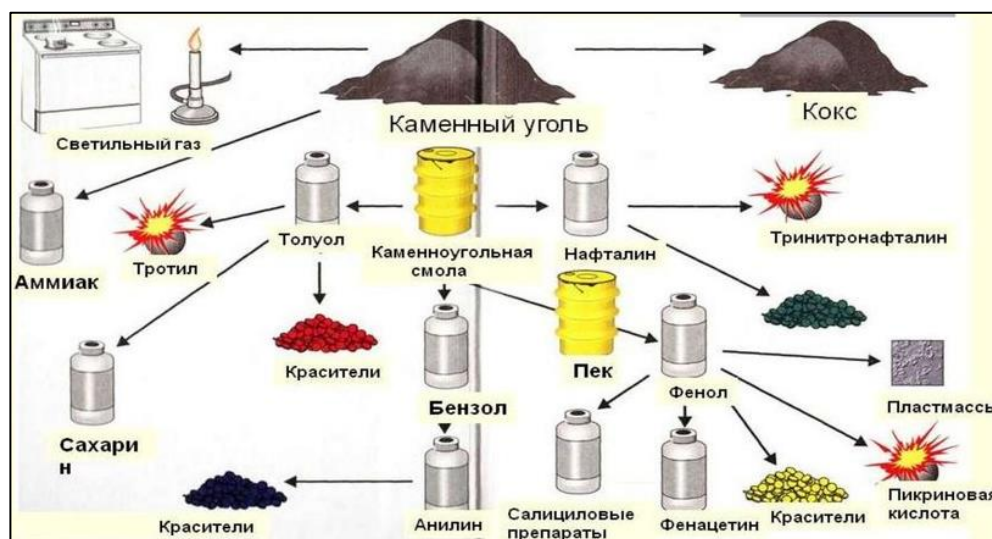 Каменный уголь
Кокс
Светильный газ
Толуол
Каменноугольная
смола
Нафталин
Тринитронафталин
Аммиак
Тротил
Красители
Бензол
Пек
Фенол
Пластмассы
Сахари
н
Красители
Анилин
Салициловые
препараты
Фенацетин
Красители
Пикриновая
кислота